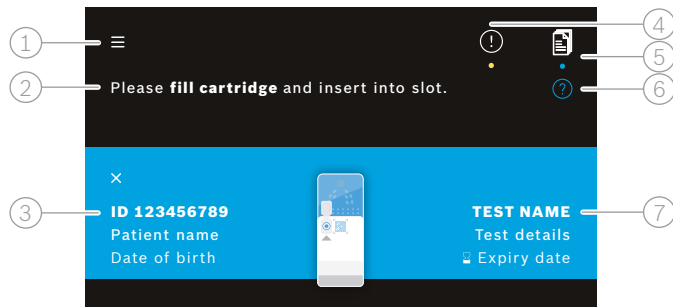 1
4
5
2
Please fill cartridge and insert into slot.
6
?
!
3
ID 123456789
Patient name
Date of birth
TEST NAME
Test details
Expiry date
7